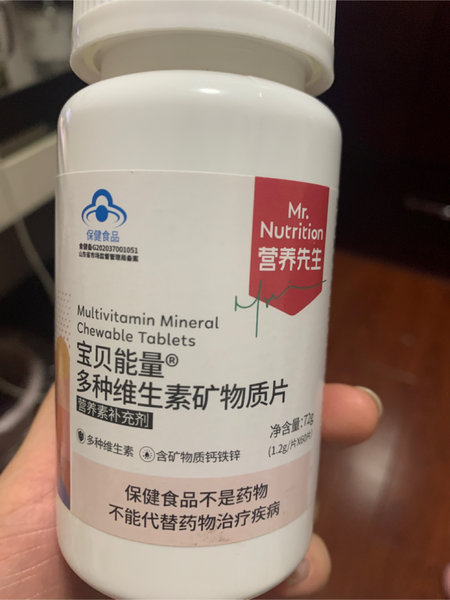 保健食品
食健备G202037001051
山东省市场监督管理局备案
Mr.
Nutrition
营养先生
Multivitamin Mineral
Chewable Tablets
宝贝能量®
多种维生素矿物质片
营养素补充剂
净含量:72g
(1.2g/片X60片)
多种维生素 含矿物质钙铁锌
保健食品不是药物
不能代替药物治疗疾病